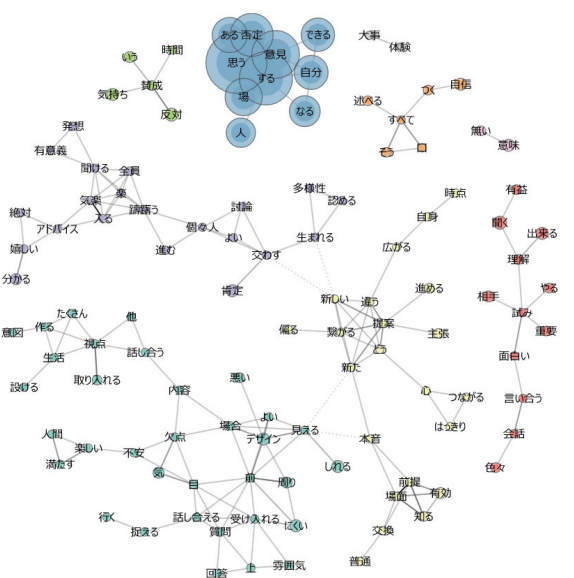 ある
否定
できる
思う
意見
する
自分
場
なる
人
大事
体験
いう
時間
賛成
気持ち
反対
つく
自信
述べる
すべて
そう
無い
意味
発想
有意義
聞ける
全員
気楽
楽
入る
躊躇う
絶対
アドバイス
嬉しい
分かる
個々人
進む
討論
よい
交わす
肯定
多様性
認める
生まれる
時点
自身
広がる
新しい
違う
進める
提案
偏る
繋がる
主張
どう
新た
心
つながる
はっきり
有益
聞く
出来る
理解
相手
やる
試み
重要
面白い
言い合う
会話
色々
たくさん
他
意図
作る
視点
生活
話し合う
設ける
取り入れる
内容
悪い
よい
場合
見える
デザイン
本音
人間
楽しい
満たす
欠点
不安
しれる
気
目
前
周り
行く
捉える
話し合える
受け入れる
にくい
質問
回答
上
雰囲気
前提
場面
有効
知る
交換
普通